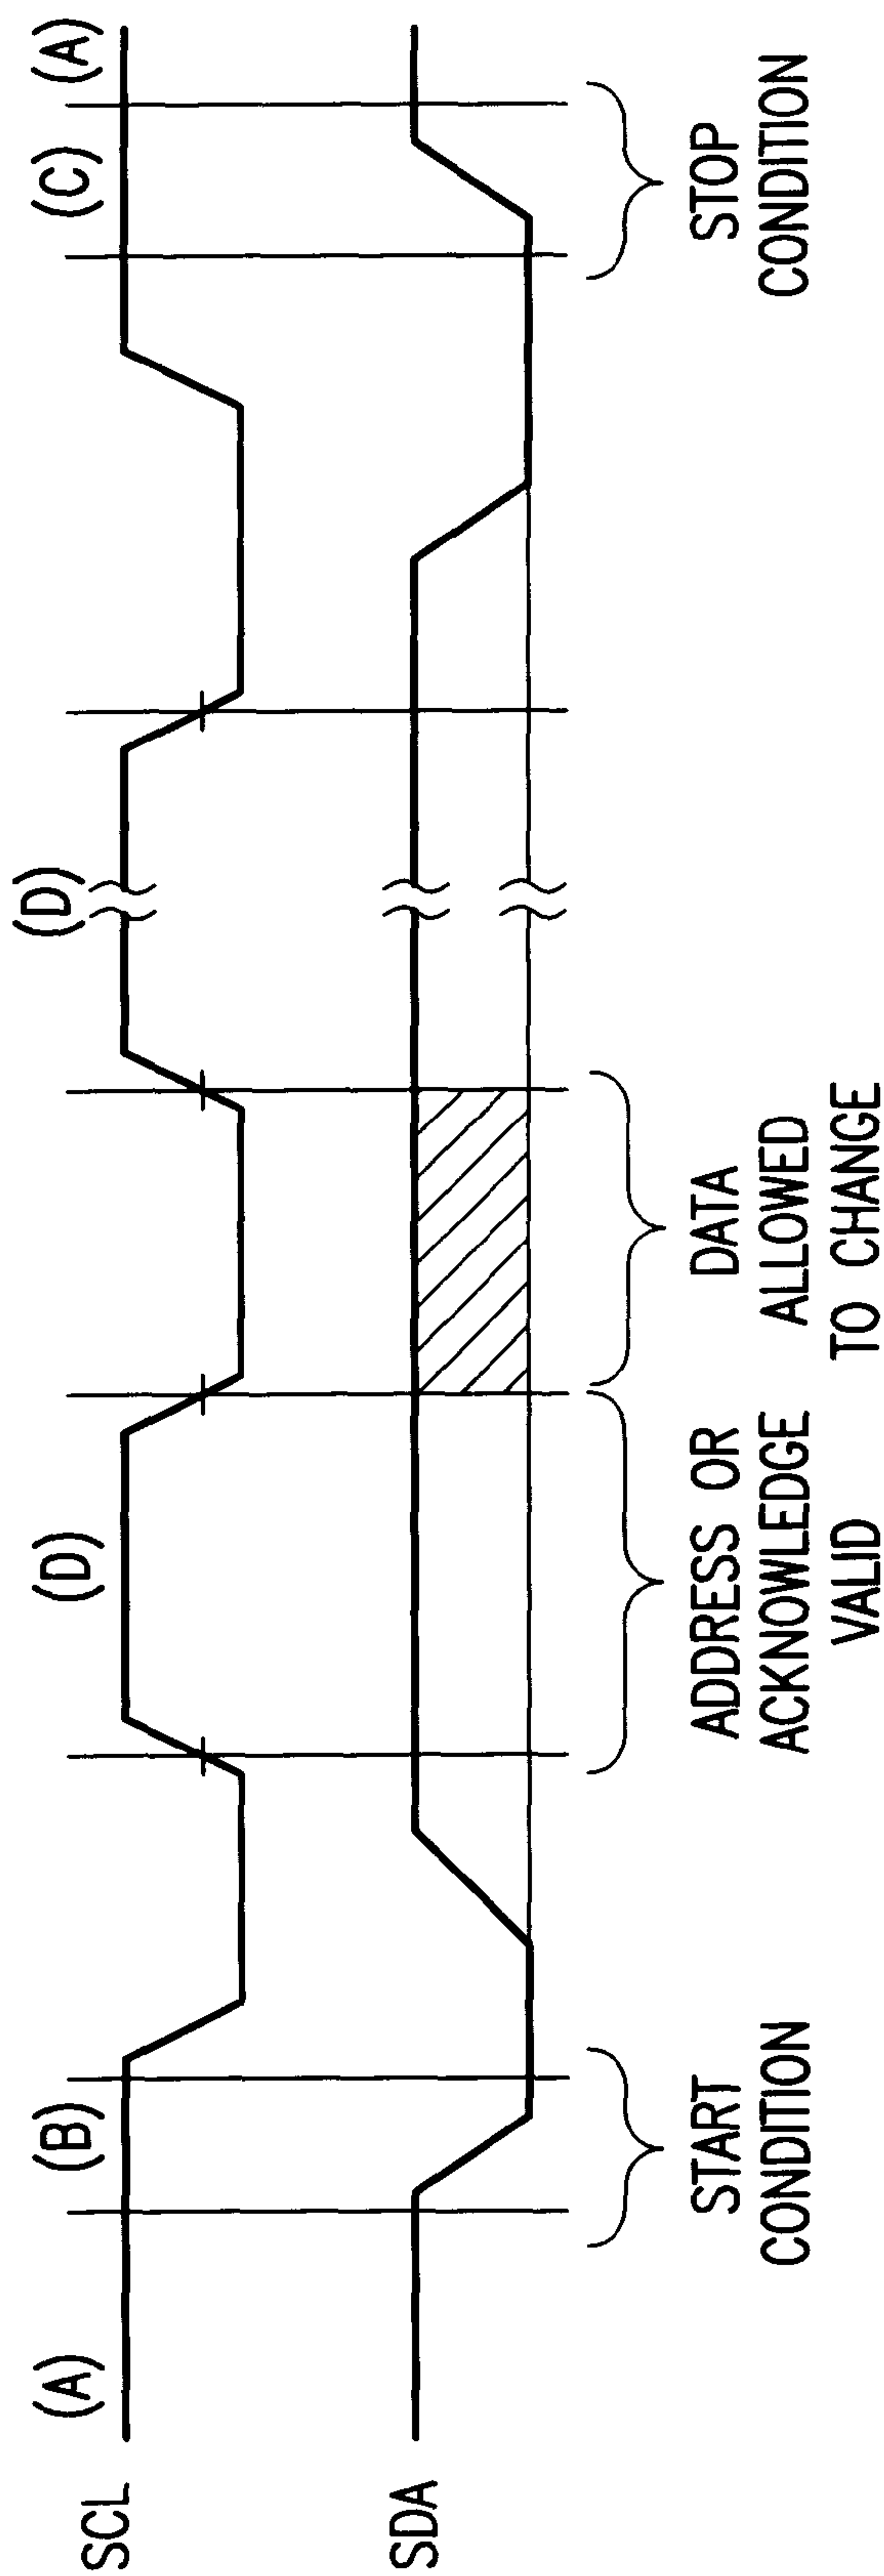 (A)
(B)
(D)
(D)
(C)
(A)
SCL
SDA
START
CONDITION
ADDRESS OR
ACKNOWLEDGE
VALID
DATA
ALLOWED
TO CHANGE
STOP
CONDITION